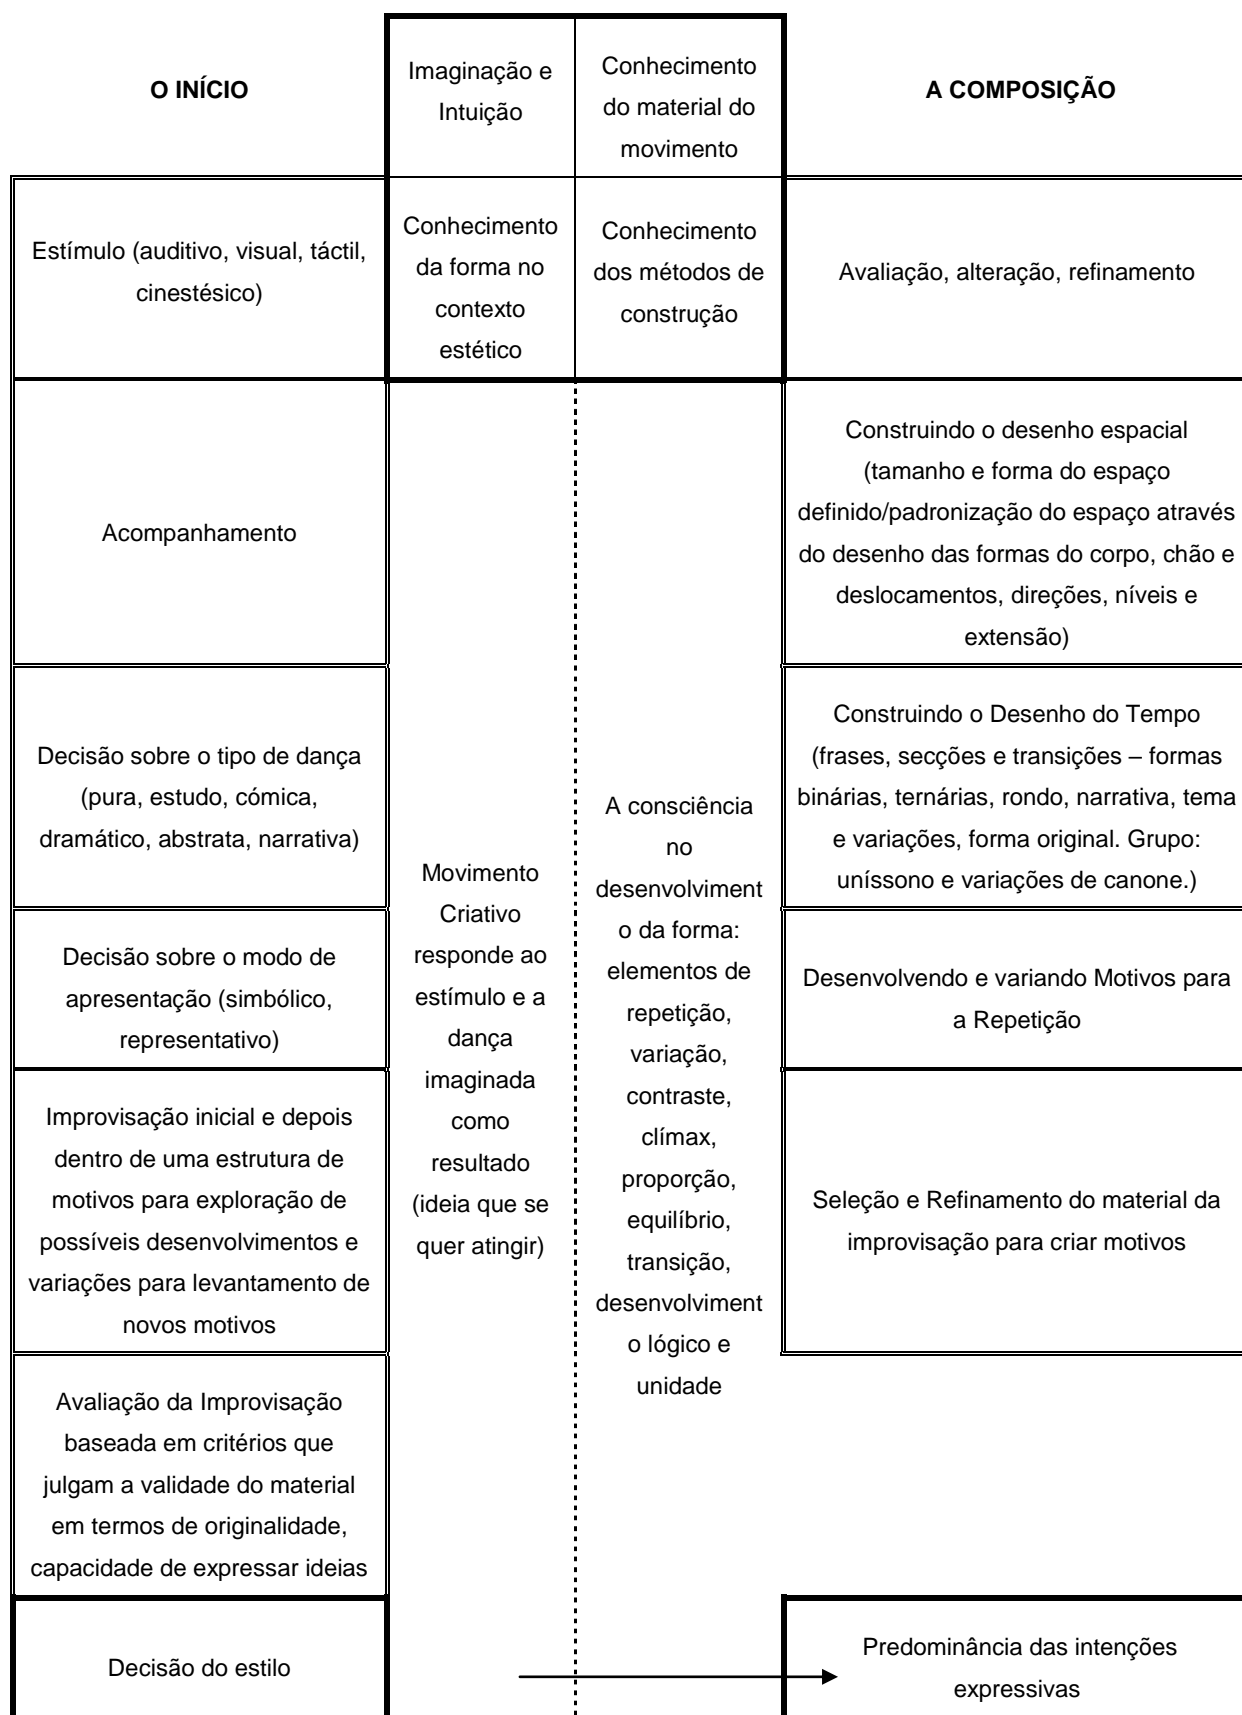 O INÍCIO
Imaginação e
Intuição
Conhecimento
do material do
movimento
A COMPOSIÇÃO
Estímulo (auditivo, visual, táctil,
cinestésico)
Conhecimento
da forma no
contexto
estético
Conhecimento
dos métodos de
construção
Avaliação, alteração, refinamento
Acompanhamento
Construindo o desenho espacial
(tamanho e forma do espaço
definido/padronização do espaço através
do desenho das formas do corpo, chão e
deslocamentos, direções, níveis e
extensão)
Decisão sobre o tipo de dança
(pura, estudo, cómica,
dramático, abstrata, narrativa)
Construindo o Desenho do Tempo
(frases, secções e transições – formas
binárias, ternárias, rondo, narrativa, tema
e variações, forma original. Grupo:
uníssono e variações de canone.)
Decisão sobre o modo de
apresentação (simbólico,
representativo)
Desenvolvendo e variando Motivos para
a Repetição
Improvisação inicial e depois
dentro de uma estrutura de
motivos para exploração de
possíveis desenvolvimentos e
variações para levantamento de
novos motivos
Movimento
Criativo
responde ao
estímulo e a
dança
imaginada
como
resultado
(ideia que se
quer atingir)
A consciência
no
desenvolviment
o da forma:
elementos de
repetição,
variação,
contraste,
clímax,
proporção,
equilíbrio,
transição,
desenvolviment
o lógico e
unidade
Seleção e Refinamento do material da
improvisação para criar motivos
Avaliação da Improvisação
baseada em critérios que
julgam a validade do material
em termos de originalidade,
capacidade de expressar ideias
Decisão do estilo
Predominância das intenções
expressivas